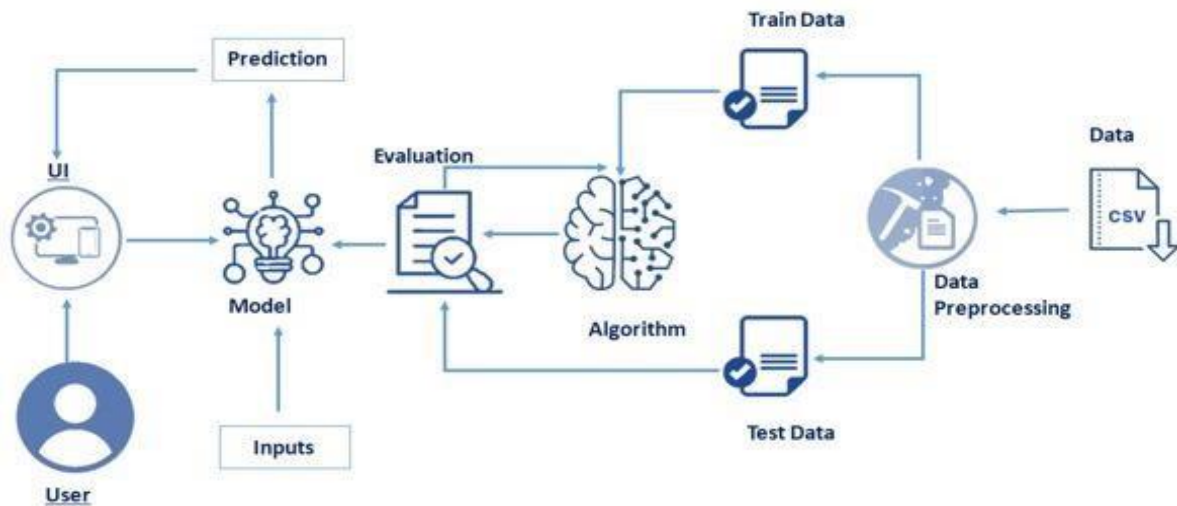 Train Data
Prediction
Data
Evaluation
UI
CSV
Model
Data
Preprocessing
Algorithm
Inputs
Test Data
User